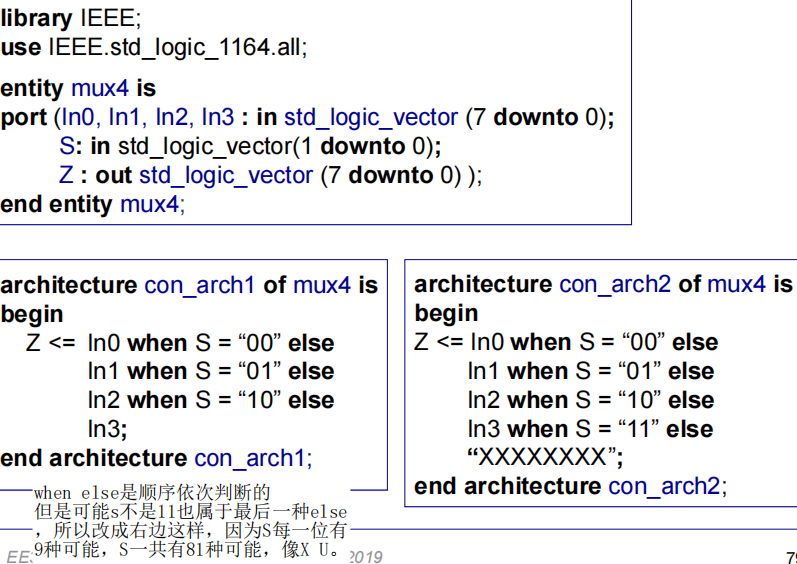 library IEEE;
use IEEE.std_logic_1164.all;
entity mux4 is
port (In0, In1, In2, In3 : in std_logic_vector (7 downto 0);
S: in std_logic_vector(1 downto 0);
Z : out std_logic_vector (7 downto 0) );
end entity mux4;
architecture con_arch1 of mux4 is
begin
Z <= In0 when S = “00” else
In1 when S = “01” else
In2 when S = “10” else
In3;
end architecture con_arch1;
architecture con_arch2 of mux4 is
begin
Z <= In0 when S = “00” else
In1 when S = “01” else
In2 when S = “10” else
In3 when S = “11” else
“XXXXXXXX”;
end architecture con_arch2;
when else是顺序依次判断的
但是可能s不是11也属于最后一种else
，所以改成右边这样，因为S每一位有
9种可能，S一共有81种可能，像X U。
EE
2019
79